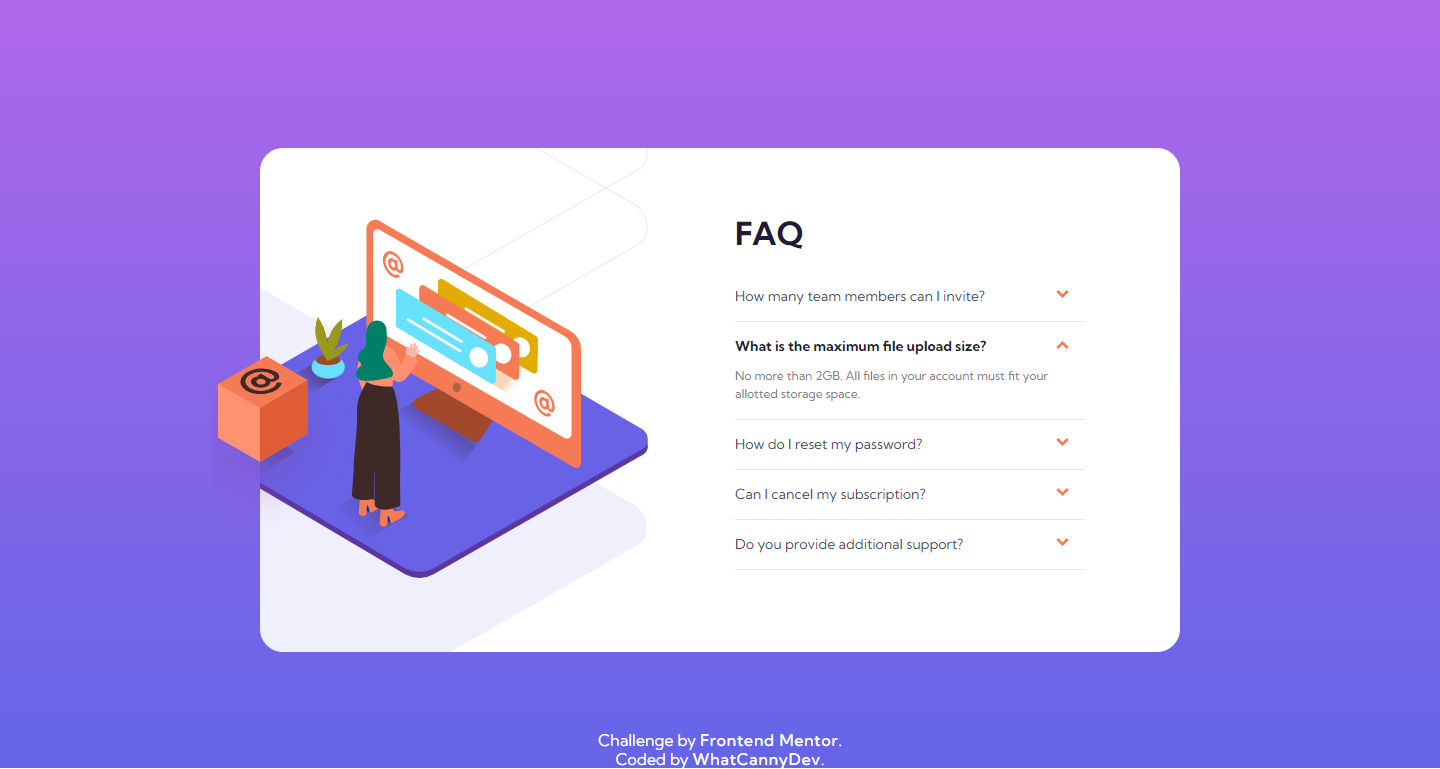 FAQ
How many team members can I invite?
What is the maximum file upload size?
No more than 2GB. All files in your account must fit your
allotted storage space.
How do I reset my password?
Can I cancel my subscription?
Do you provide additional support?
@
@
@
Challenge by Frontend Mentor.
Coded by WhatCannyDev.